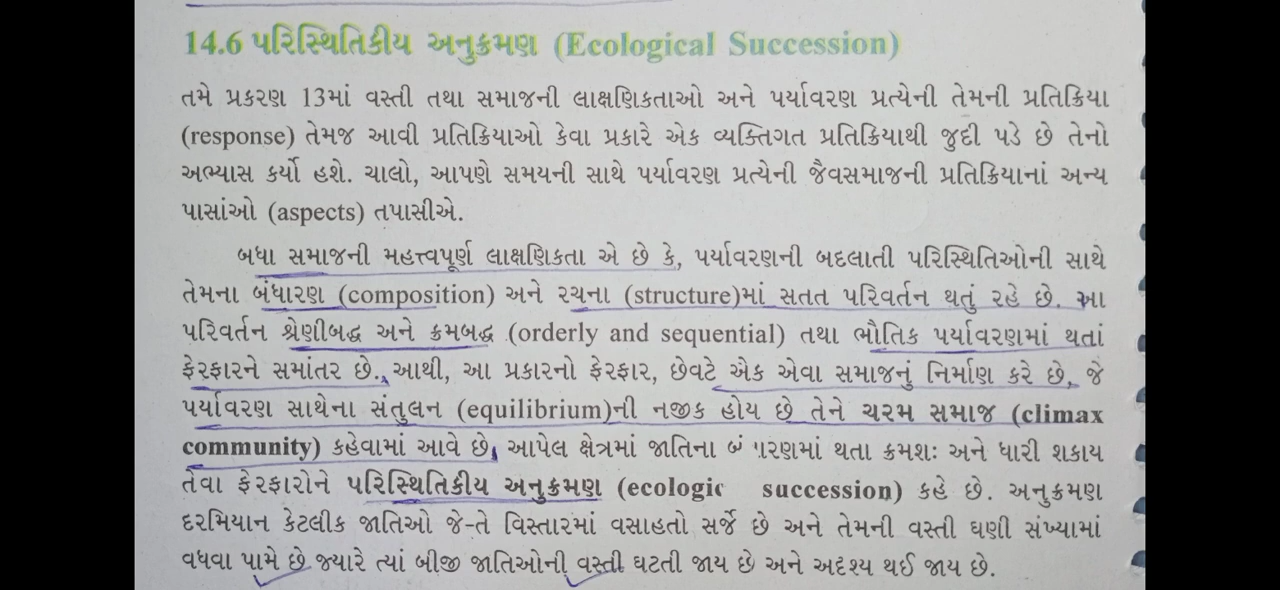 14.6 પરિસ્થિતિકીય અનુક્રમણ (Ecological Succession)
તમે પ્રકરણ 13માં વસ્તી તથા સમાજની લાક્ષણિકતાઓ અને પર્યાવરણ પ્રત્યેની તેમની પ્રતિક્રિયા
(response) તેમજ આવી પ્રતિક્રિયાઓ કેવા પ્રકારે એક વ્યક્તિગત પ્રતિક્રિયાથી જુદી પડે છે તેનો
અભ્યાસ કર્યો હશે. ચાલો, આપણે સમયની સાથે પર્યાવરણ પ્રત્યેની જૈવસમાજની પ્રતિક્રિયાનાં અન્ય
પાસાંઓ (aspects) તપાસીએ.
બધા સમાજની મહત્ત્વપૂર્ણ લાક્ષણિકતા એ છે કે, પર્યાવરણની બદલાતી પરિસ્થિતિઓની સાથે
તેમના બંધારણ (composition) અને રચના (structure)માં સતત પરિવર્તન થતું રહે છે. આ
પરિવર્તન શ્રેણીબદ્ધ અને ક્રમબદ્ધ (orderly and sequential) તથા ભૌતિક પર્યાવરણમાં થતાં
ફેરફારને સમાંતર છે. આથી, આ પ્રકારનો ફેરફાર, છેવટે એક એવા સમાજનું નિર્માણ કરે છે, જે
પર્યાવરણ સાથેના સંતુલન (equilibrium)ની નજીક હોય છે તેને ચરમ સમાજ (climax
community) કહેવામાં આવે છે. આપેલ ક્ષેત્રમાં જાતિના થતા ક્રમશઃ અને ધારી શકાય
તેવા ફેરફારોને પરિસ્થિતિકીય અનુક્રમણ (ecologic succession) કહે છે. અનુક્રમણ
દરમિયાન કેટલીક જાતિઓ જે-તે વિસ્તારમાં વસાહતો સર્જે છે અને તેમની વસ્તી ઘણી સંખ્યામાં
વધવા પામે છે જ્યારે ત્યાં બીજી જાતિઓની વસ્તી ઘટતી જાય છે અને અદૃશ્ય થઈ જાય છે.